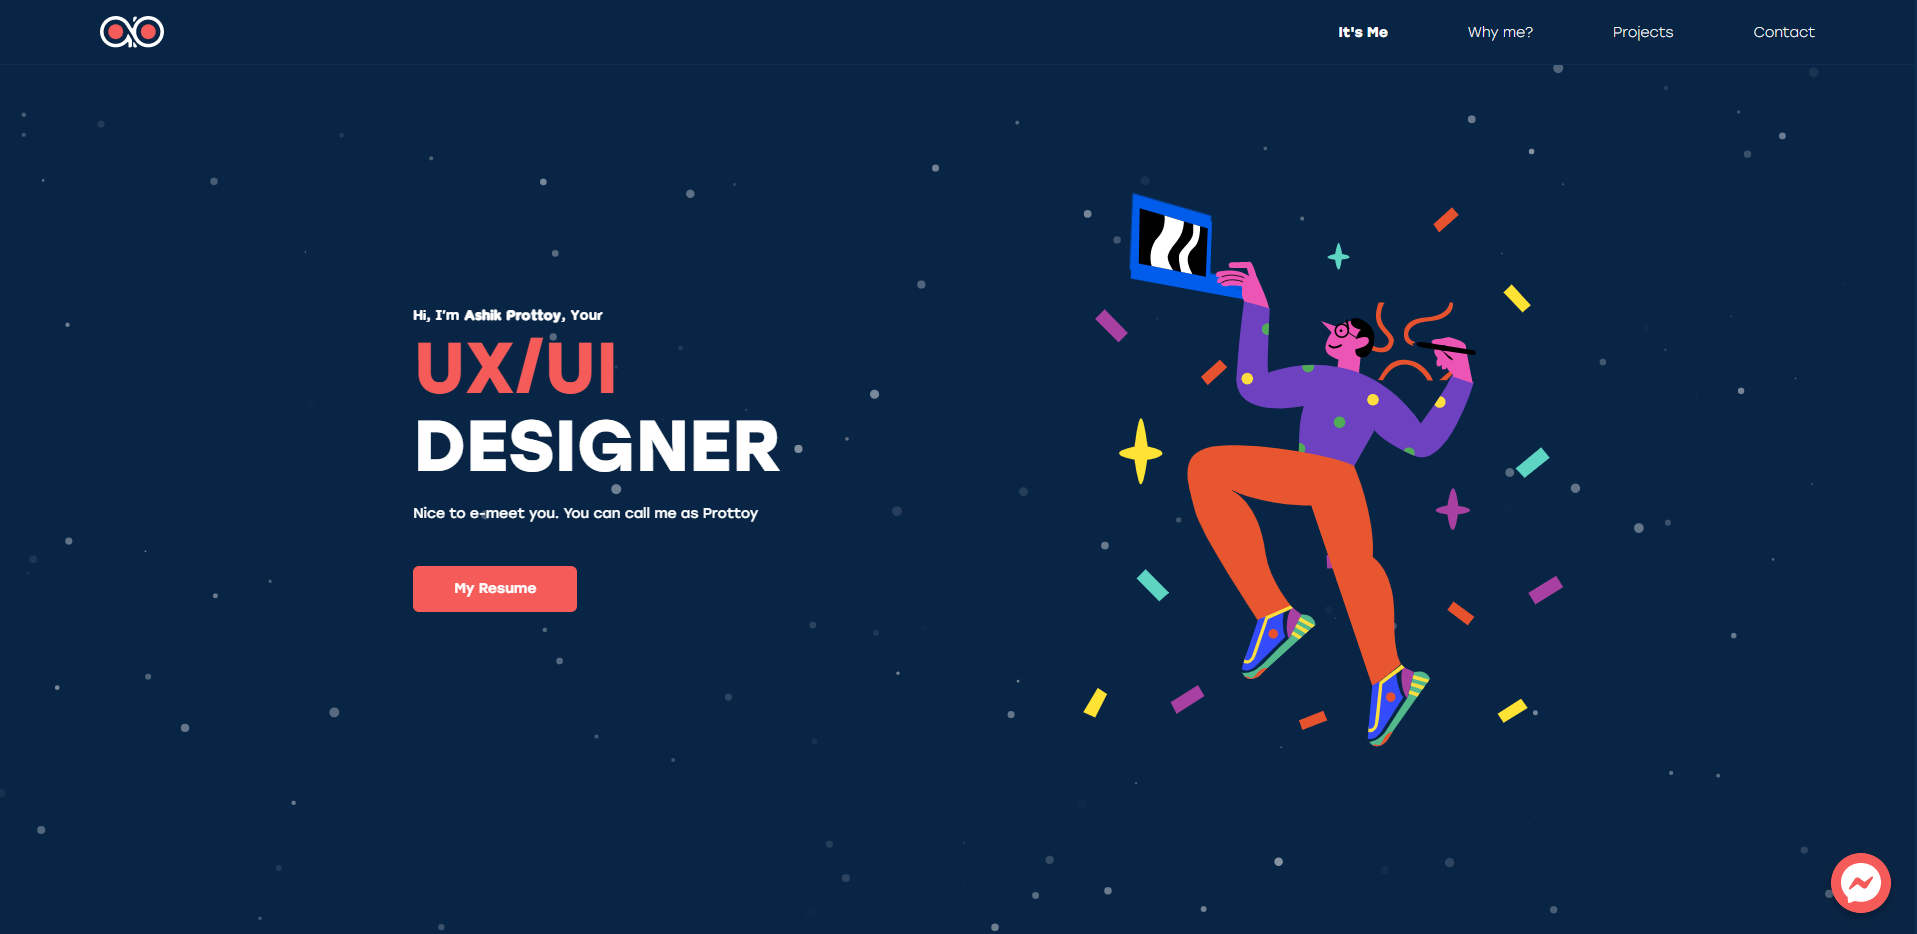 It's Me
Why me?
Projects
Contact
Hi, I'm Ashik Prottoy, Your
UX/UI
DESIGNER
Nice to e-meet you. You can call me as Prottoy
My Resume